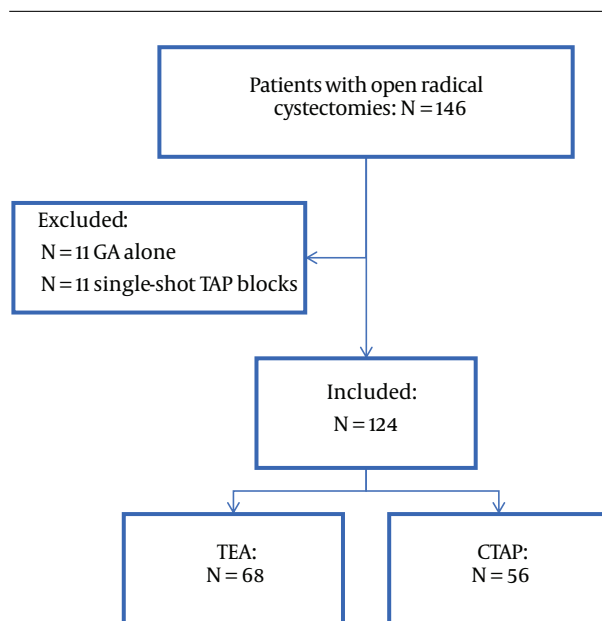 Patients with open radical
cystectomies: N = 146
Excluded:
N = 11 GA alone
N = 11 single-shot TAP blocks
Included:
N = 124
TEA:
N = 68
CTAP:
N = 56